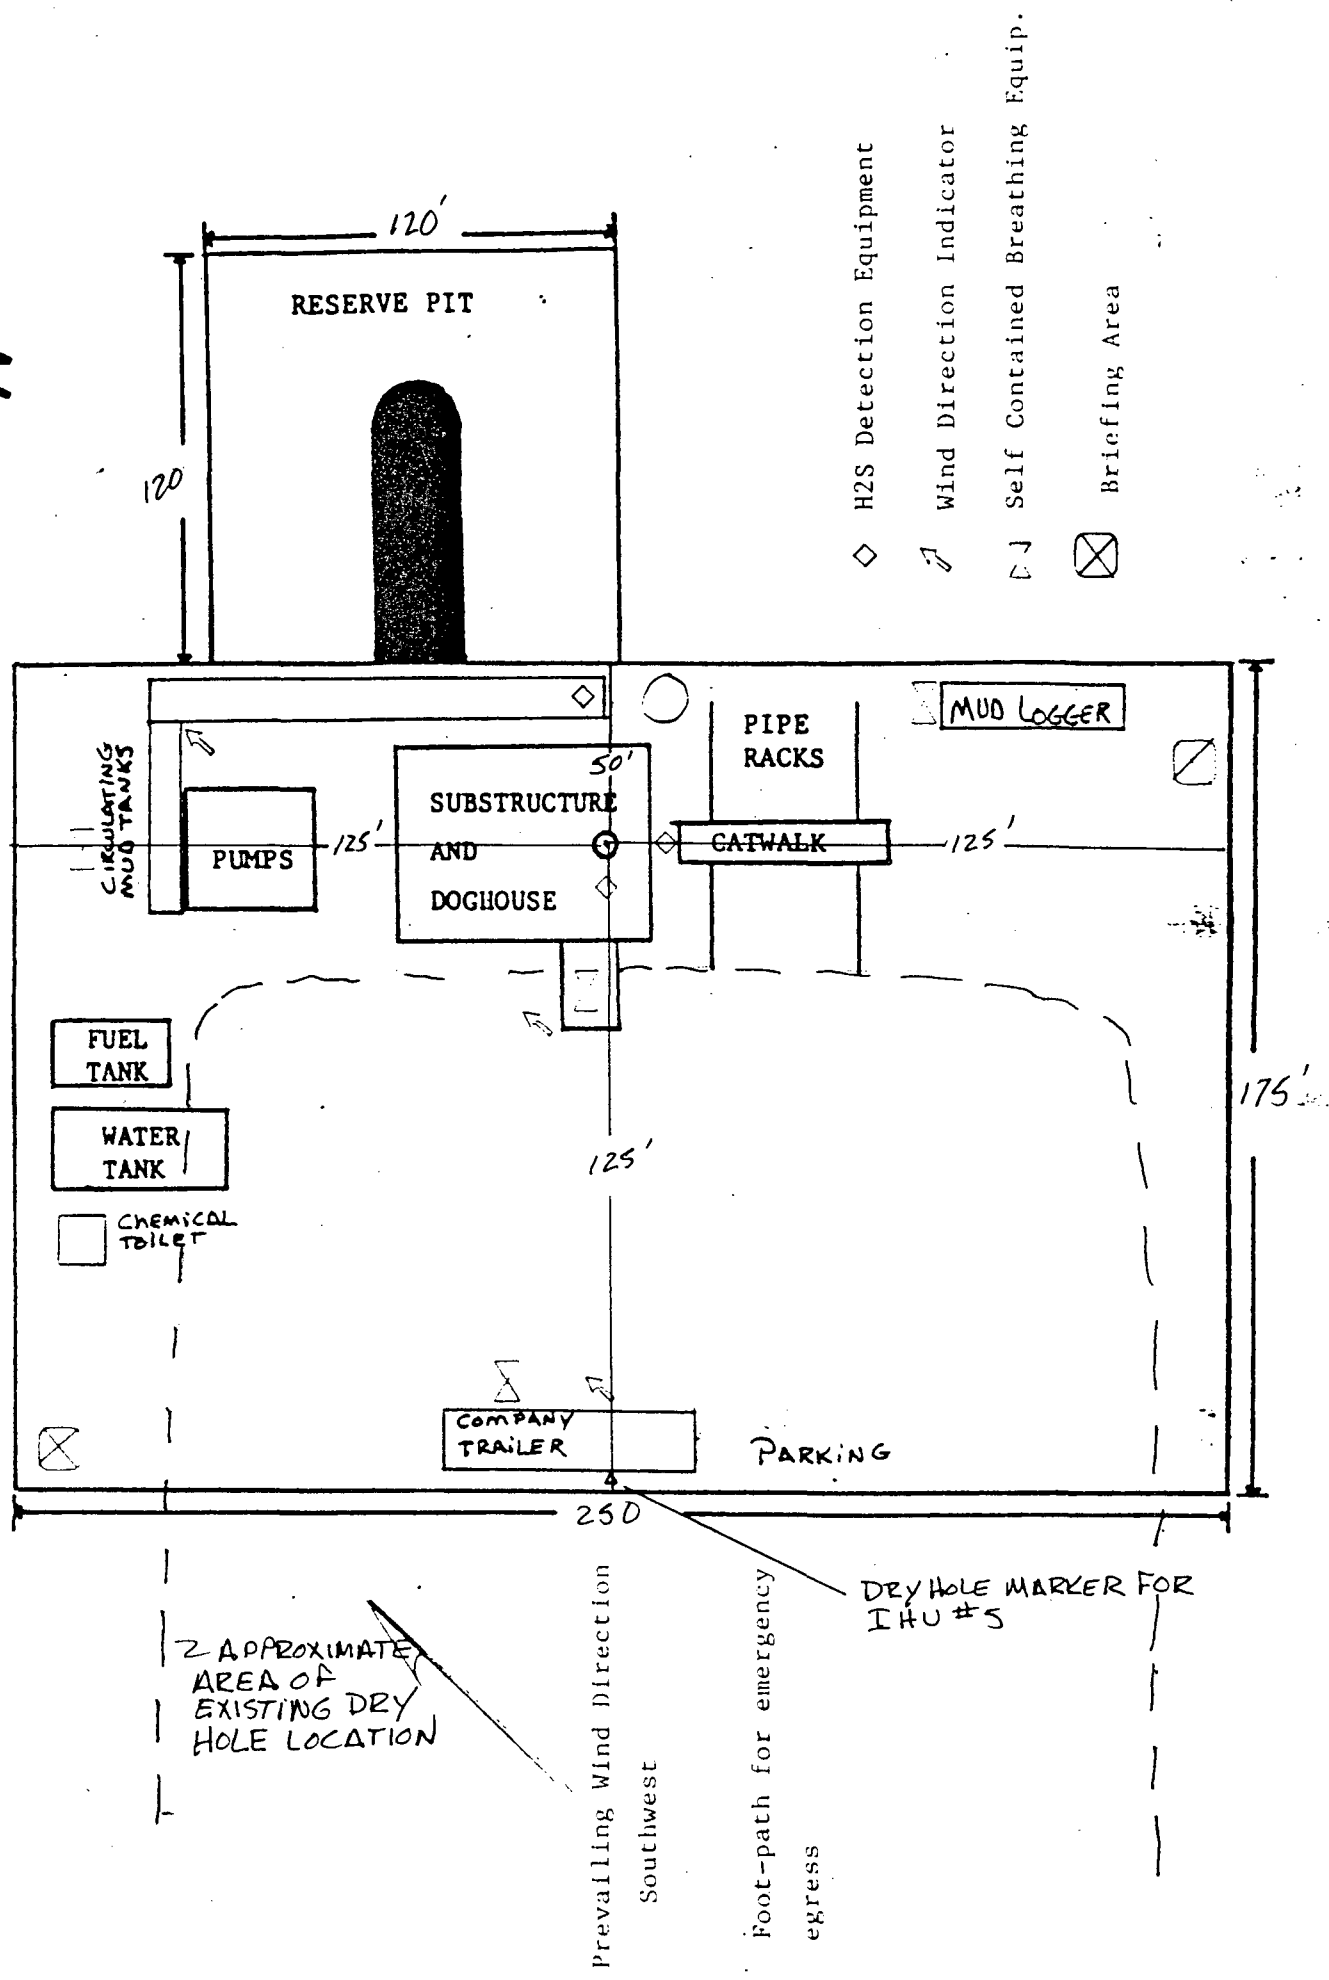 120'
RESERVE PIT
120'
H2S Detection Equipment
Wind Direction Indicator
Self Contained Breathing Equip.
Briefing Area
CIRCULATING
MUD TANKS
PIPE
RACKS
MUD LOGGER
50'
SUBSTRUCTURE
AND
DOGHOUSE
PUMPS
125'
CATWALK
125'
FUEL
TANK
WATER
TANK
175'
125'
CHEMICAL
TOILET
COMPANY
TRAILER
PARKING
250
DRY HOLE MARKER FOR
IHU #5
APPROXIMATE
AREA OF
EXISTING DRY
HOLE LOCATION
Prevailing Wind Direction
Southwest
Foot-path for emergency
egress